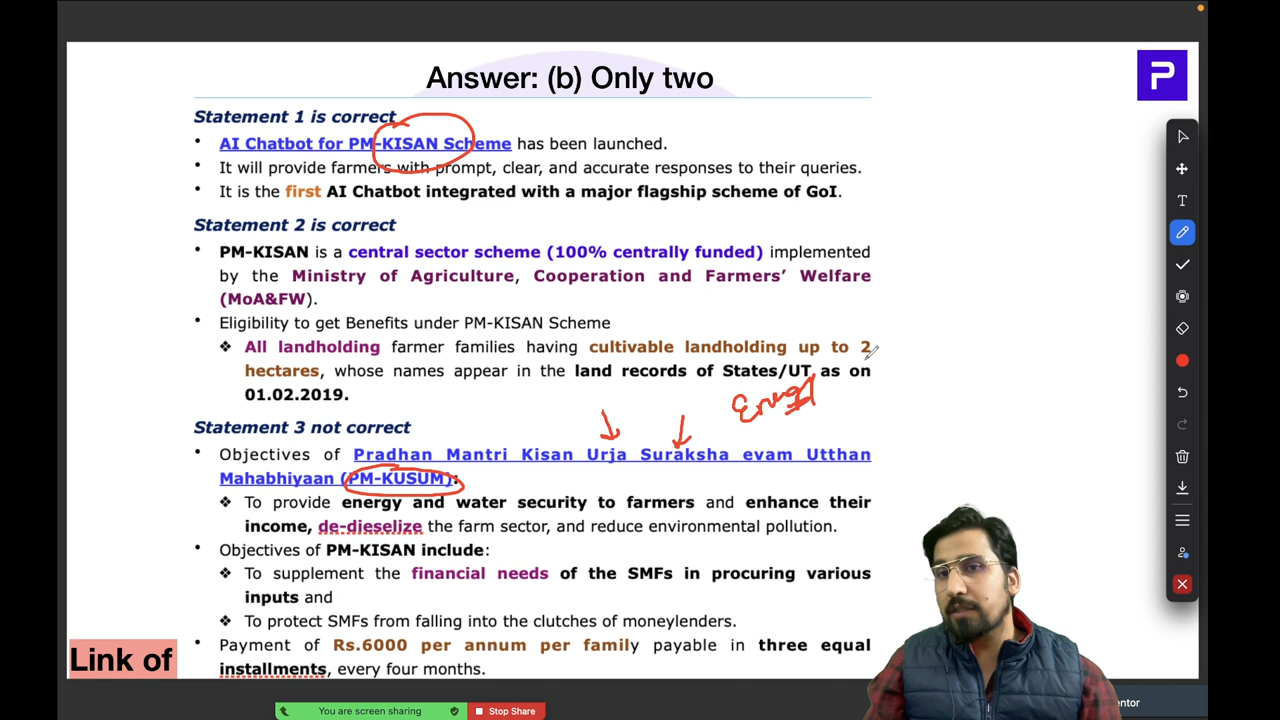 Answer: (b) Only two
Statement 1 is correct
• AI Chatbot for PM-KISAN Scheme has been launched.
• It will provide farmers with prompt, clear, and accurate responses to their queries.
• It is the first AI Chatbot integrated with a major flagship scheme of GoI.
Statement 2 is correct
• PM-KISAN is a central sector scheme (100% centrally funded) implemented
by the Ministry of Agriculture, Cooperation and Farmers’ Welfare
(MoA&FW).
• Eligibility to get Benefits under PM-KISAN Scheme
❖ All landholding farmer families having cultivable landholding up to 2
hectares, whose names appear in the land records of States/UT as on
01.02.2019.
Statement 3 not correct
• Objectives of Pradhan Mantri Kisan Urja Suraksha evam Utthan
Mahabhiyaan (PM-KUSUM):
❖ To provide energy and water security to farmers and enhance their
income, de-dieselize the farm sector, and reduce environmental pollution.
• Objectives of PM-KISAN include:
❖ To supplement the financial needs of the SMFs in procuring various
inputs and
❖ To protect SMFs from falling into the clutches of moneylenders.
• Payment of Rs.6000 per annum per family payable in three equal
installments, every four months.
Link of
P
T
You are screen sharing
Stop Share